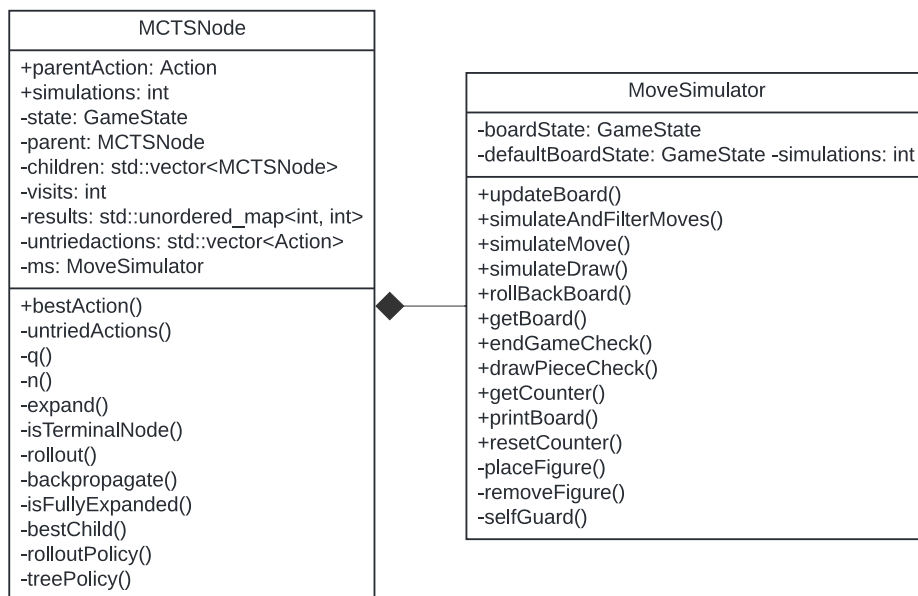 MCTSNode
+parentAction: Action
+simulations: int
-state: GameState
-parent: MCTSNode
-children: std::vector<MCTSNode>
-visits: int
-results: std::unordered_map<int, int>
-untriedactions: std::vector<Action>
-ms: MoveSimulator
+bestAction()
-untriedActions()
-q()
-n()
-expand()
-isTerminalNode()
-rollout()
-backpropagate()
-isFullyExpanded()
-bestChild()
-rolloutPolicy()
-treePolicy()
MoveSimulator
-boardState: GameState
-defaultBoardState: GameState -simulations: int
+updateBoard()
+simulateAndFilterMoves()
+simulateMove()
+simulateDraw()
+rollBackBoard()
+getBoard()
+endGameCheck()
+drawPieceCheck()
+getCounter()
+printBoard()
+resetCounter()
-placeFigure()
-removeFigure()
-selfGuard()